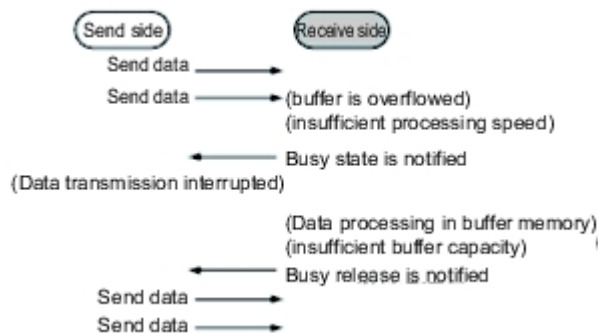 Send side Receive side
Send data
Send data (buffer is overflowed)
(insufficient processing speed)
Busy state is notified
(Data transmission interrupted)
(Data processing in buffer memory)
(insufficient buffer capacity)
Busy release is notified
Send data
Send data